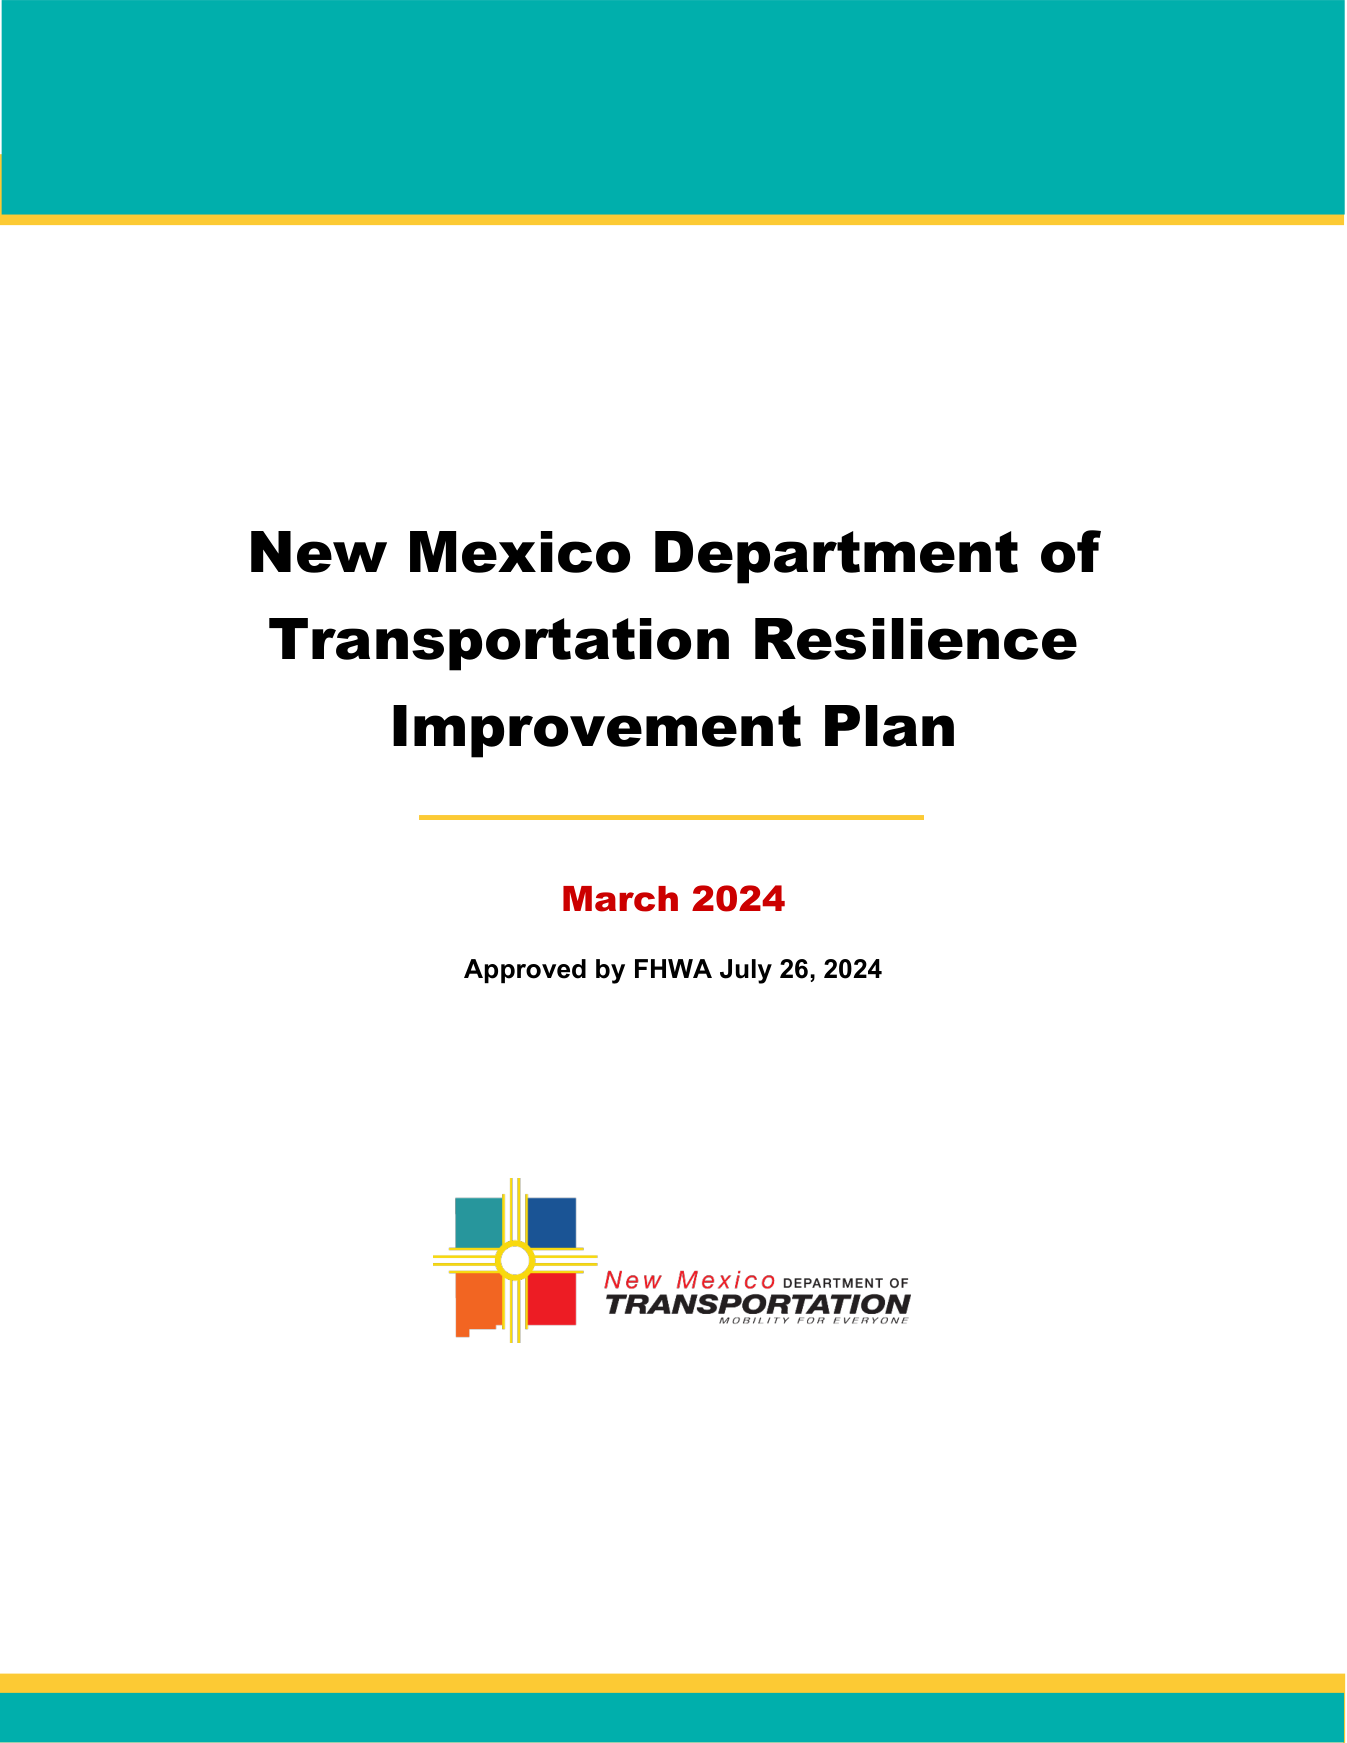 New Mexico Department of
Transportation Resilience
Improvement Plan
March 2024
Approved by FHWA July 26, 2024
New Mexico DEPARTMENT OF
TRANSPORTATION
MOBILITY FOR EVERYONE